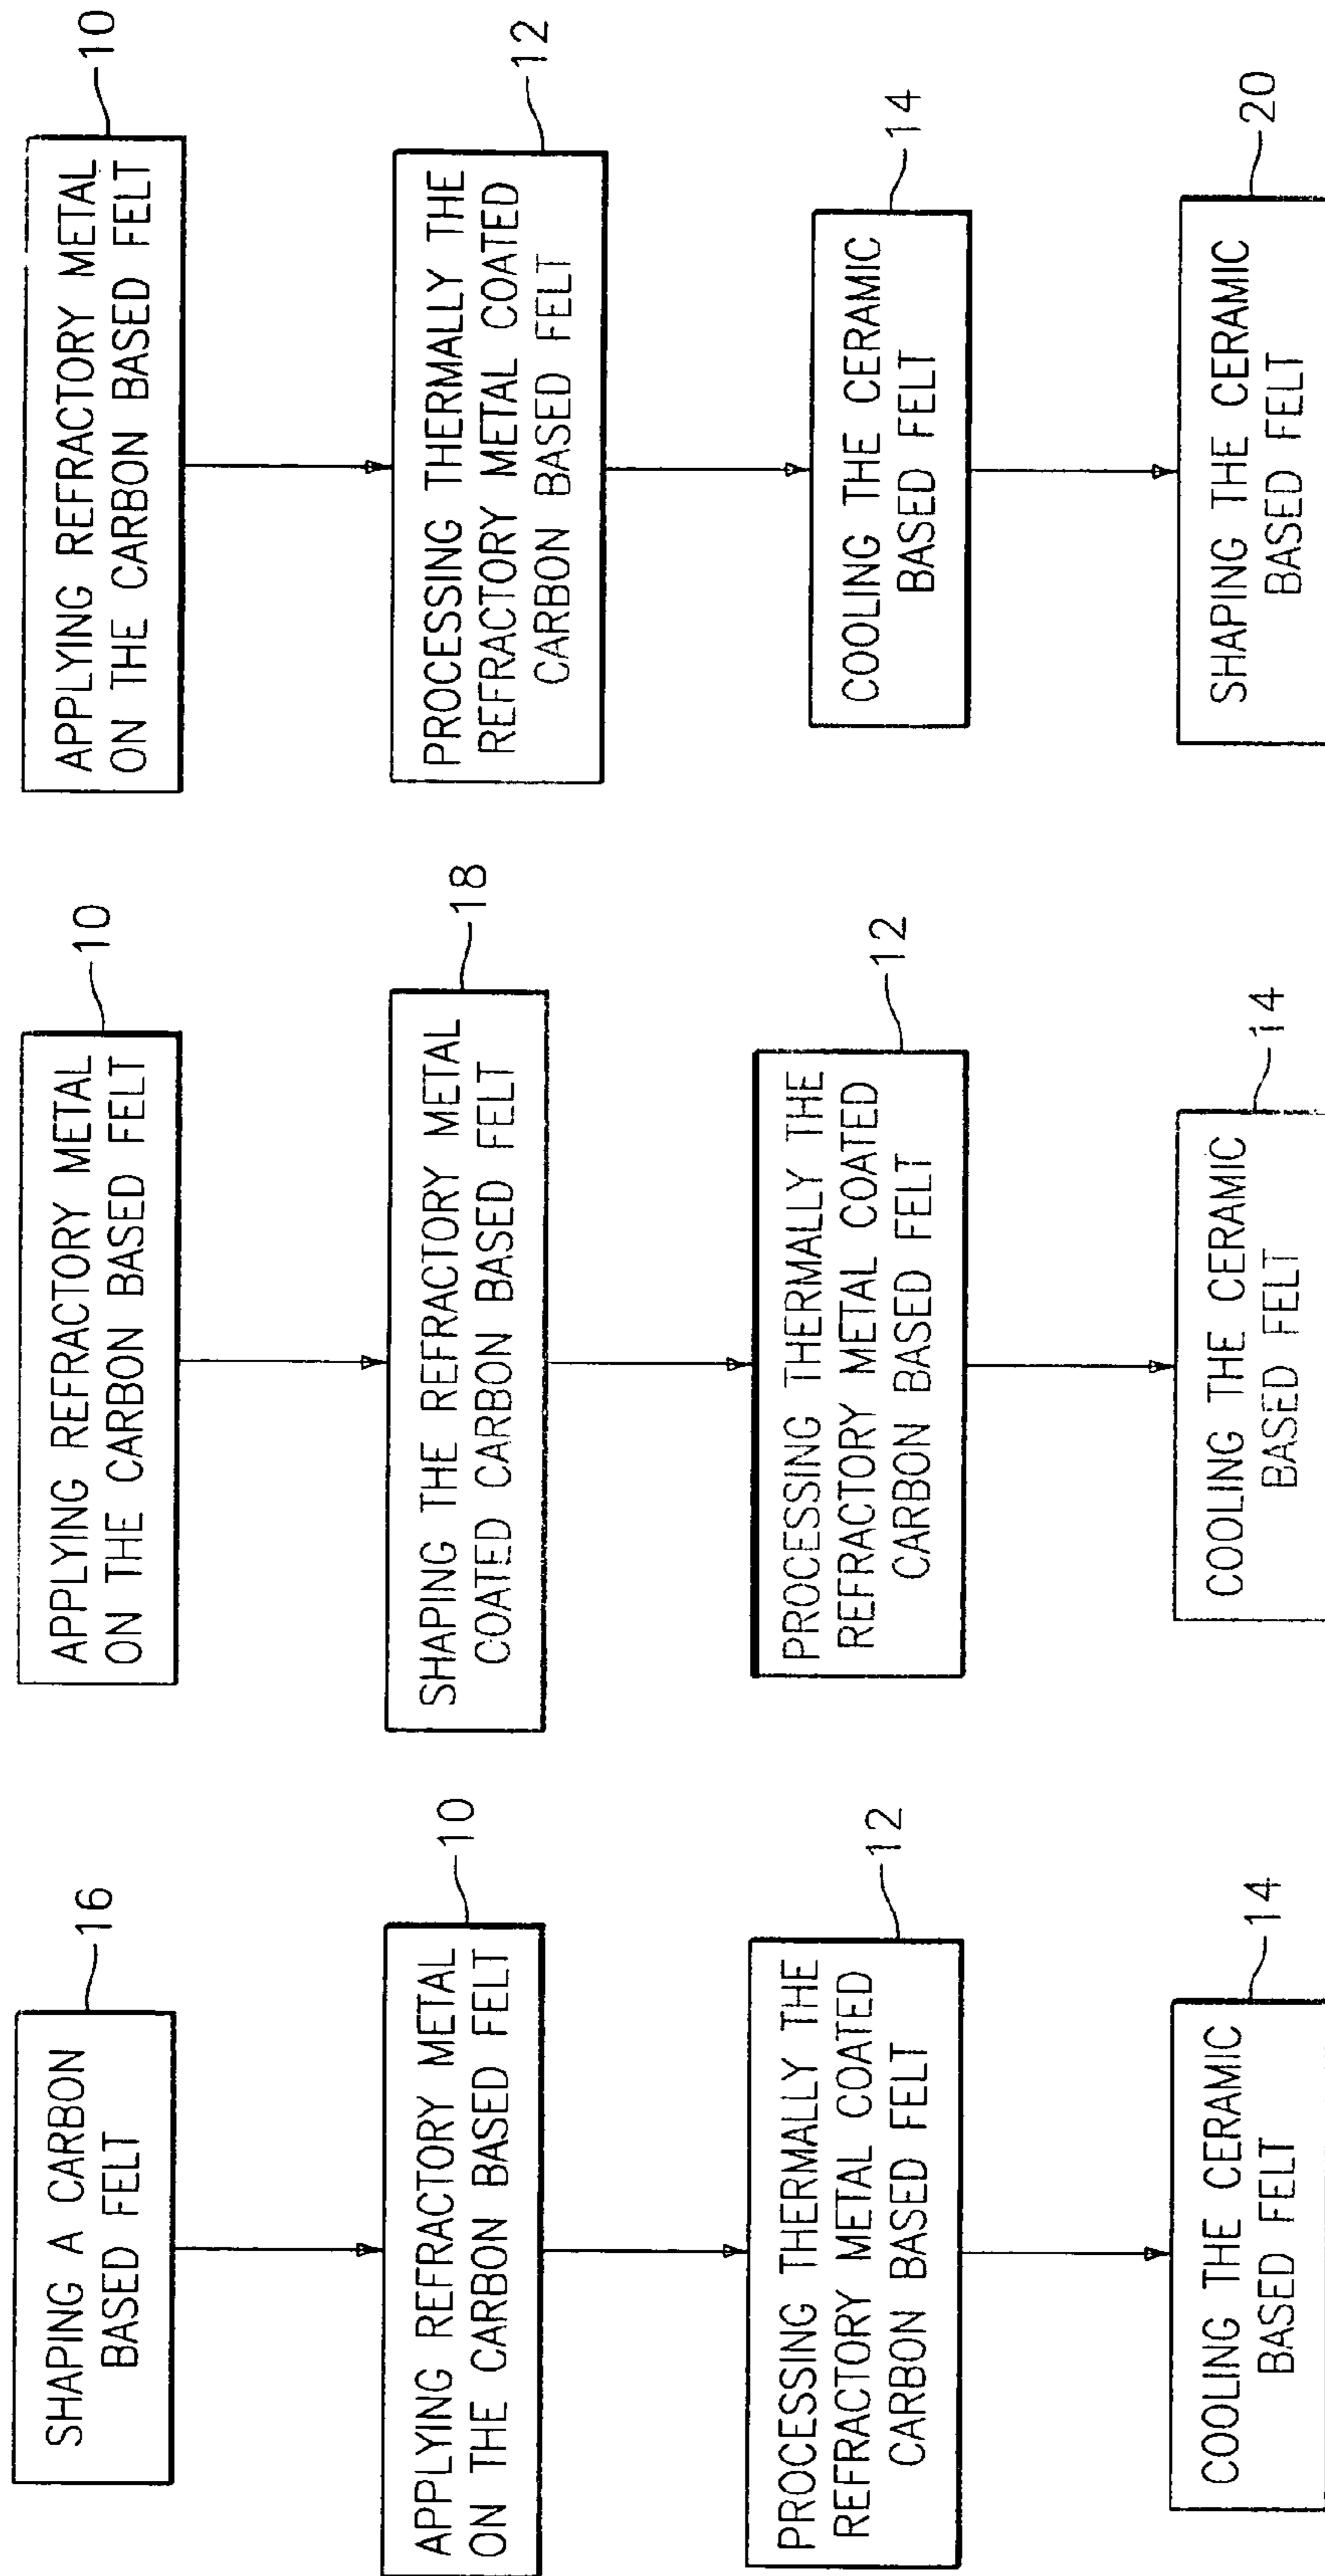 SHAPING A CARBON
BASED FELT
16
APPLYING REFRACTORY METAL
ON THE CARBON BASED FELT
10
PROCESSING THERMALLY THE
REFRACTORY METAL COATED
CARBON BASED FELT
12
COOLING THE CERAMIC
BASED FELT
14
APPLYING REFRACTORY METAL
ON THE CARBON BASED FELT
10
SHAPING THE REFRACTORY METAL
COATED CARBON BASED FELT
18
PROCESSING THERMALLY THE
REFRACTORY METAL COATED
CARBON BASED FELT
12
COOLING THE CERAMIC
BASED FELT
14
APPLYING REFRACTORY METAL
ON THE CARBON BASED FELT
10
PROCESSING THERMALLY THE
REFRACTORY METAL COATED
CARBON BASED FELT
12
COOLING THE CERAMIC
BASED FELT
14
SHAPING THE CERAMIC
BASED FELT
20